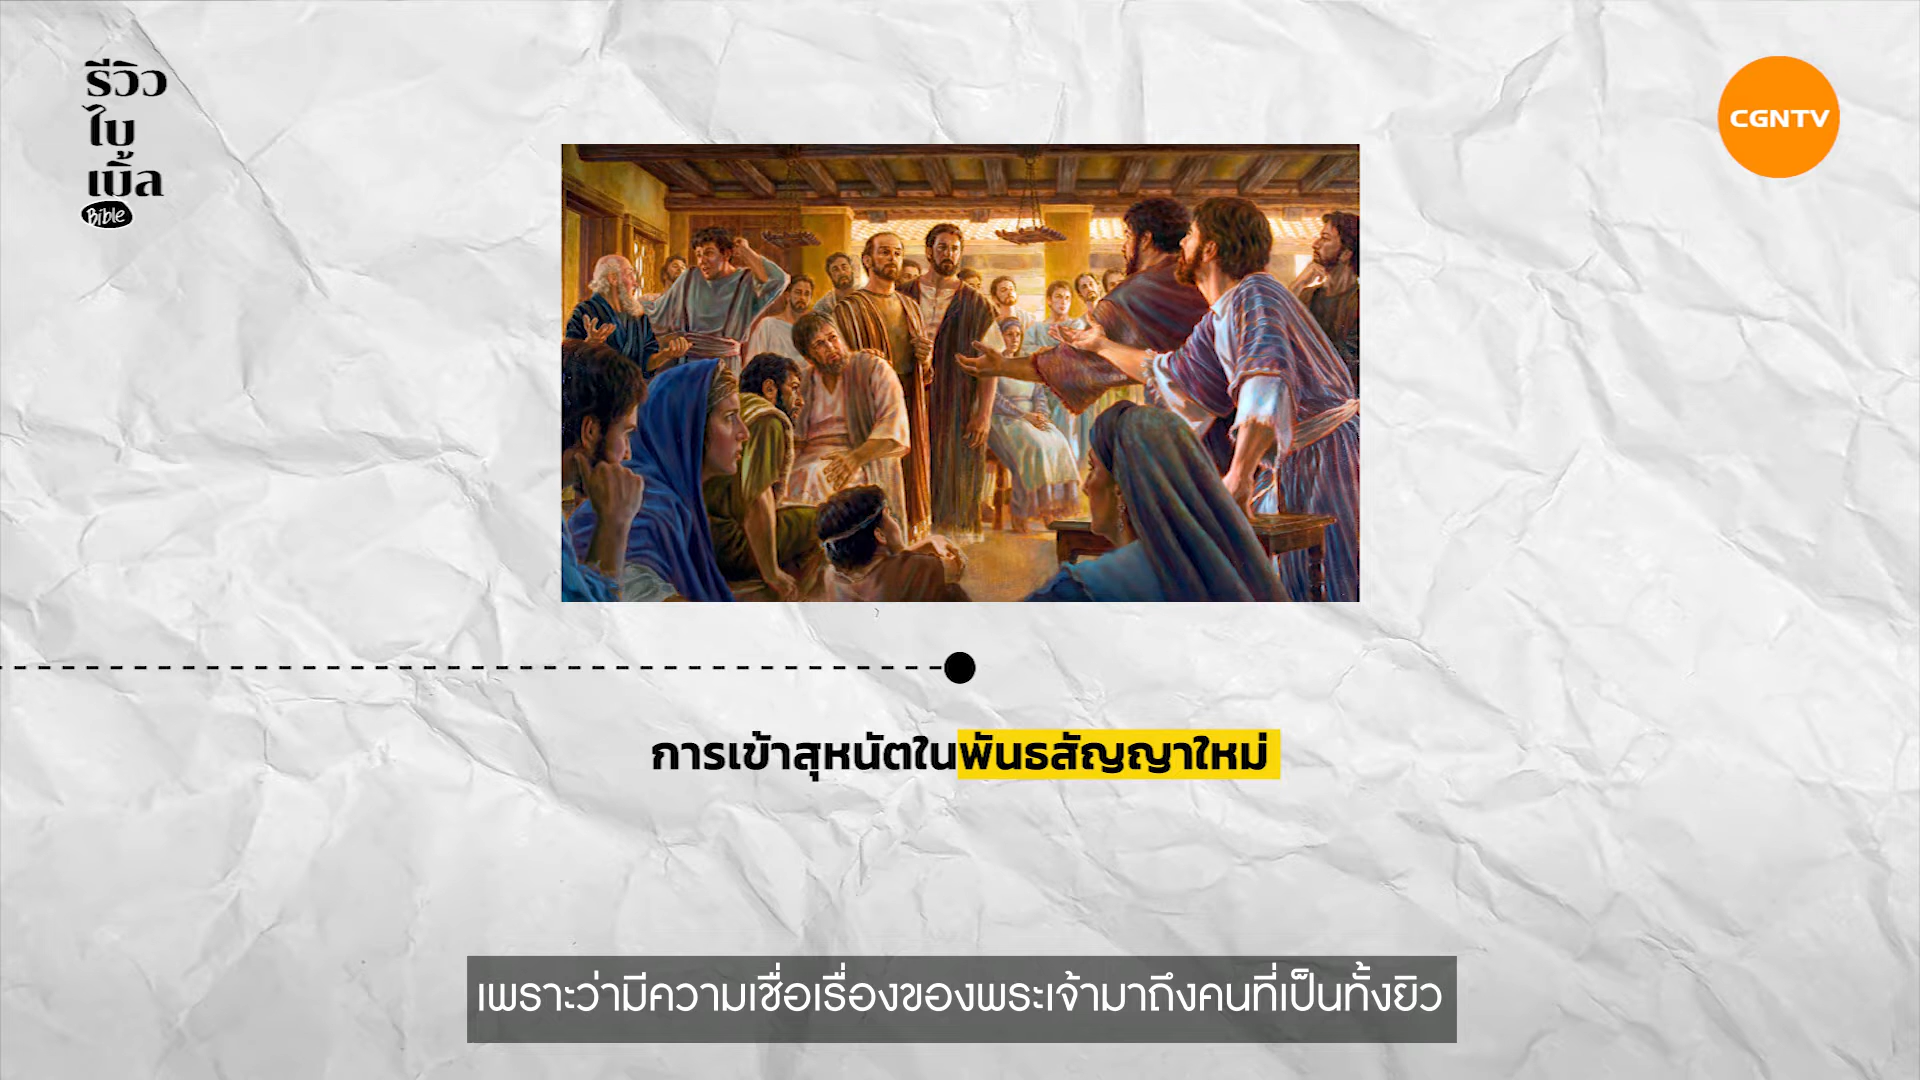 รีวิว
ไบ
เบิ้ล
Bible
CGNTV
การเข้าสุหนัตในพันธสัญญาใหม่
เพราะว่ามีความเชื่อเรื่องของพระเจ้ามาถึงคนที่เป็นทั้งยิว